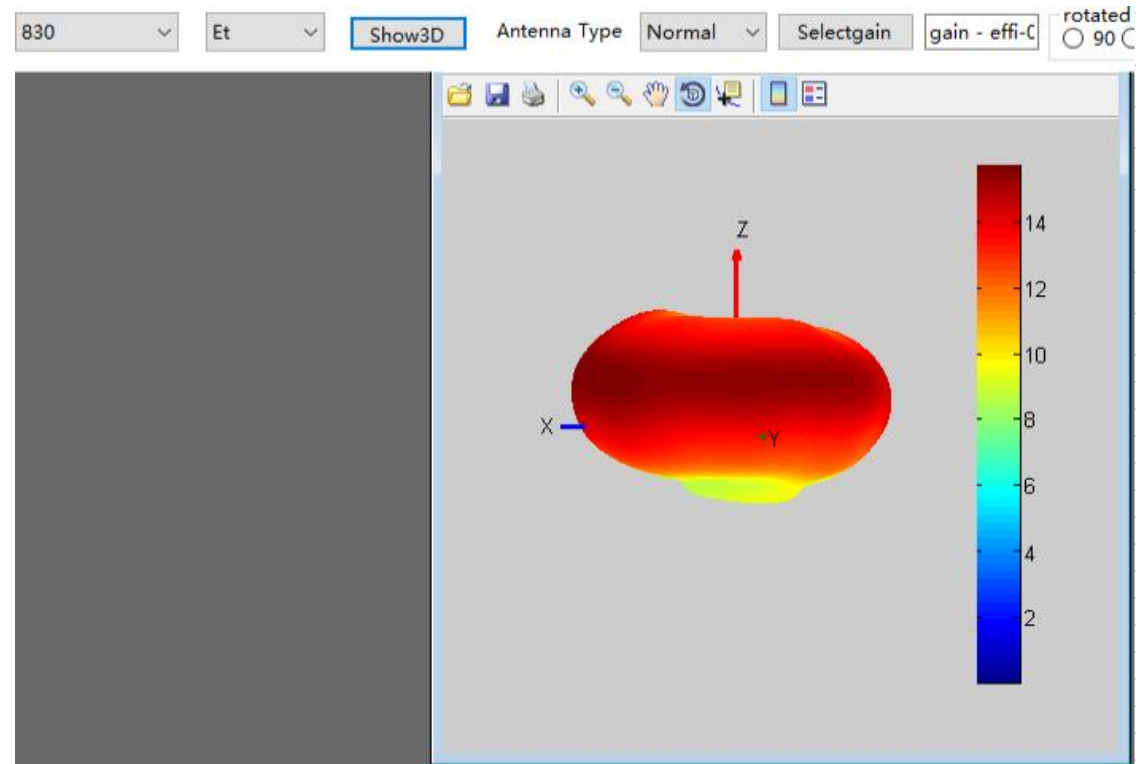 830 Et Show3D Antenna Type Normal Selectgain gain - effi-C rotated
90
Z
X
Y
14
12
10
8
6
4
2